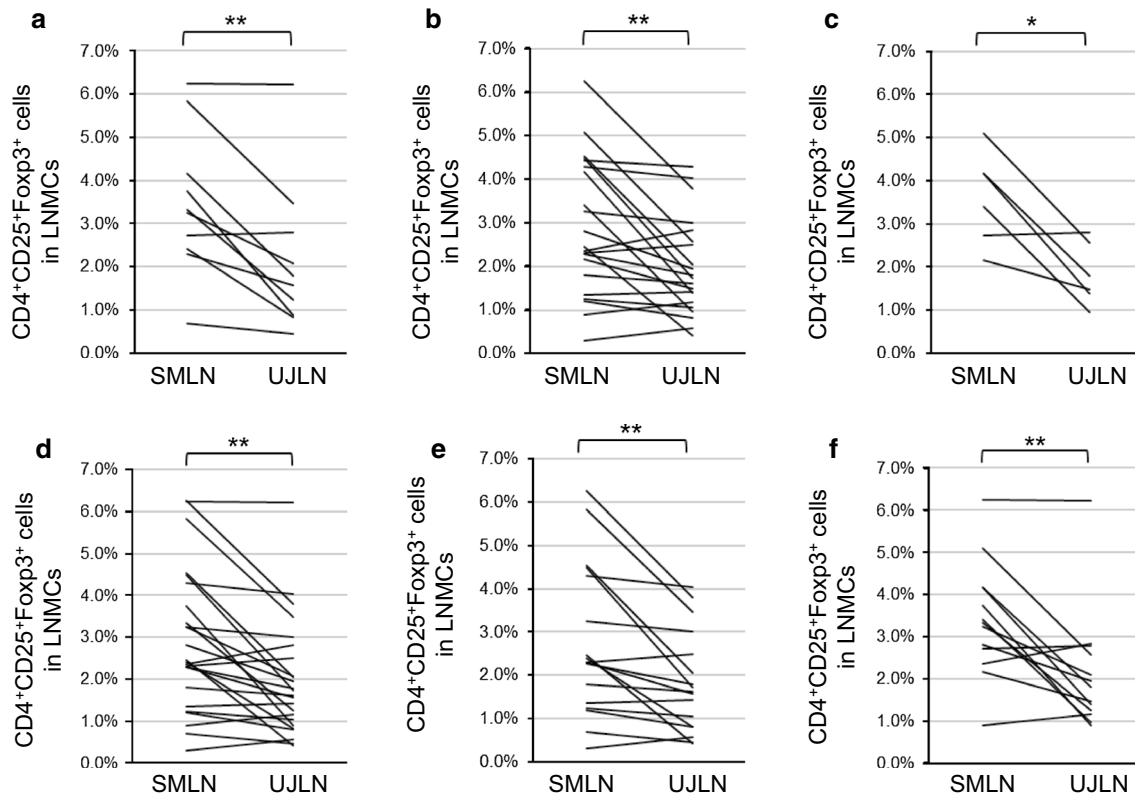 a
**
CD4⁺CD25⁺Foxp3⁺ cells
in LNMCs
7.0%
6.0%
5.0%
4.0%
3.0%
2.0%
1.0%
0.0%
SMLN UJLN
b
**
CD4⁺CD25⁺Foxp3⁺ cells
in LNMCs
7.0%
6.0%
5.0%
4.0%
3.0%
2.0%
1.0%
0.0%
SMLN UJLN
c
*
CD4⁺CD25⁺Foxp3⁺ cells
in LNMCs
7.0%
6.0%
5.0%
4.0%
3.0%
2.0%
1.0%
0.0%
SMLN UJLN
d
**
CD4⁺CD25⁺Foxp3⁺ cells
in LNMCs
7.0%
6.0%
5.0%
4.0%
3.0%
2.0%
1.0%
0.0%
SMLN UJLN
e
**
CD4⁺CD25⁺Foxp3⁺ cells
in LNMCs
7.0%
6.0%
5.0%
4.0%
3.0%
2.0%
1.0%
0.0%
SMLN UJLN
f
**
CD4⁺CD25⁺Foxp3⁺ cells
in LNMCs
7.0%
6.0%
5.0%
4.0%
3.0%
2.0%
1.0%
0.0%
SMLN UJLN